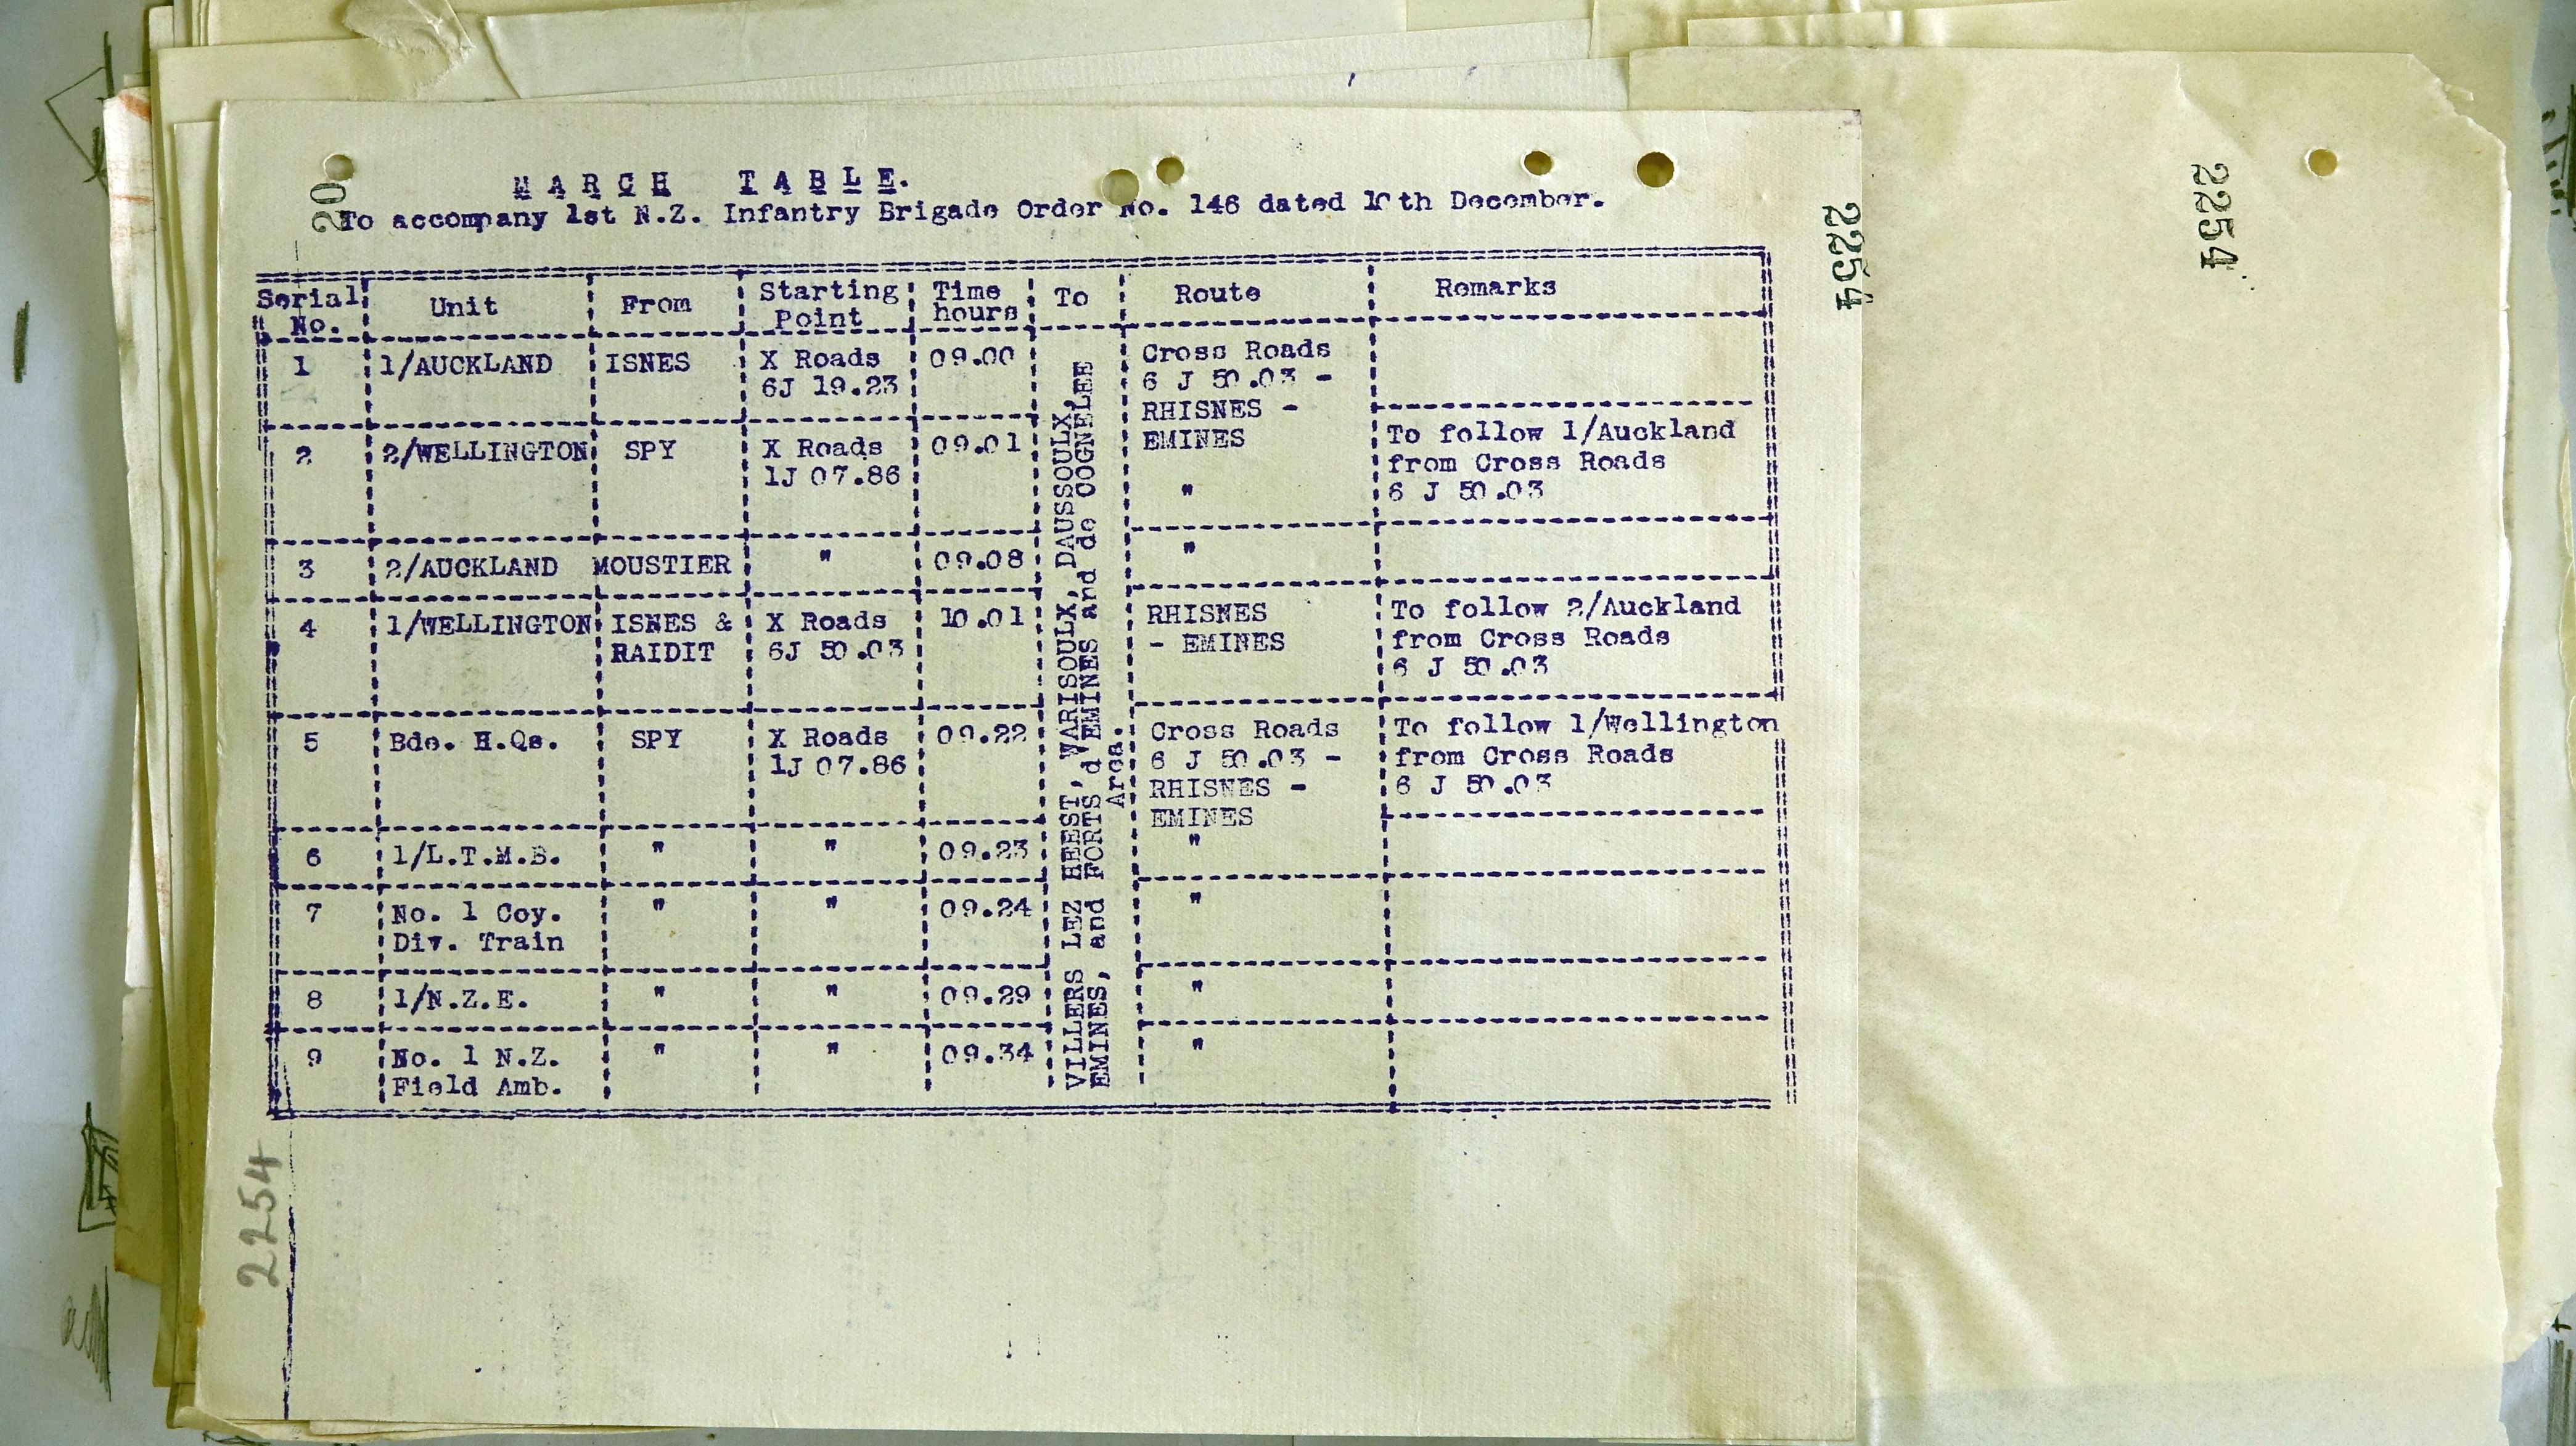 20
MARCH TABLE.
To accompany 1st N.Z. Infantry Brigade Order No. 146 dated 10th December.
2254
2254
Serial No. Unit From Starting Point Time hours To Route Remarks
1 1/AUCKLAND ISNES X Roads 09.00 Cross Roads
6J 19.23 6 J 50.03 -
RHISNES -
EMINES
2 2/WELLINGTON SPY X Roads 09.01 " To follow 1/Auckland
1J 07.86 from Cross Roads
6 J 50.03
3 2/AUCKLAND MOUSTIER " 09.08 "
4 1/WELLINGTON ISNES & X Roads 10.01 RHISNES To follow 2/Auckland
RAIDIT 6J 50.03 - EMINES from Cross Roads
6 J 50.03
5 Bde. H.Qs. SPY X Roads 09.22 Cross Roads To follow 1/Wellington
1J 07.86 6 J 50.03 - from Cross Roads
RHISNES - 6 J 50.03
EMINES
6 1/L.T.M.B. " " 09.23 "
7 No. 1 Coy. " " 09.24 "
Div. Train
8 1/N.Z.E. " " 09.29 "
9 No. 1 N.Z. " " 09.34 "
Field Amb.
VILLERS LEZ HEEST, WARISOULX, DAUSSOULX,
EMINES, and FORTS d'EMINES and de COGNELEE
Area.
2254